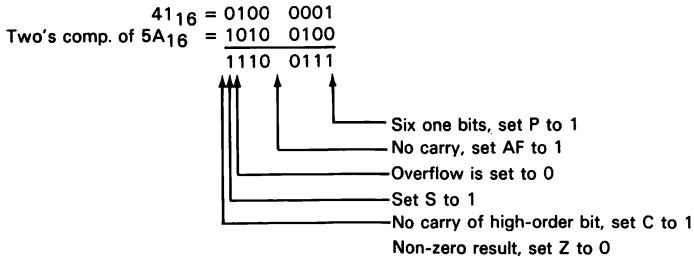 41₁₆ = 0100 0001
Two's comp. of 5A₁₆ = 1010 0100
1110 0111
Six one bits, set P to 1
No carry, set AF to 1
Overflow is set to 0
Set S to 1
No carry of high-order bit, set C to 1
Non-zero result, set Z to 0